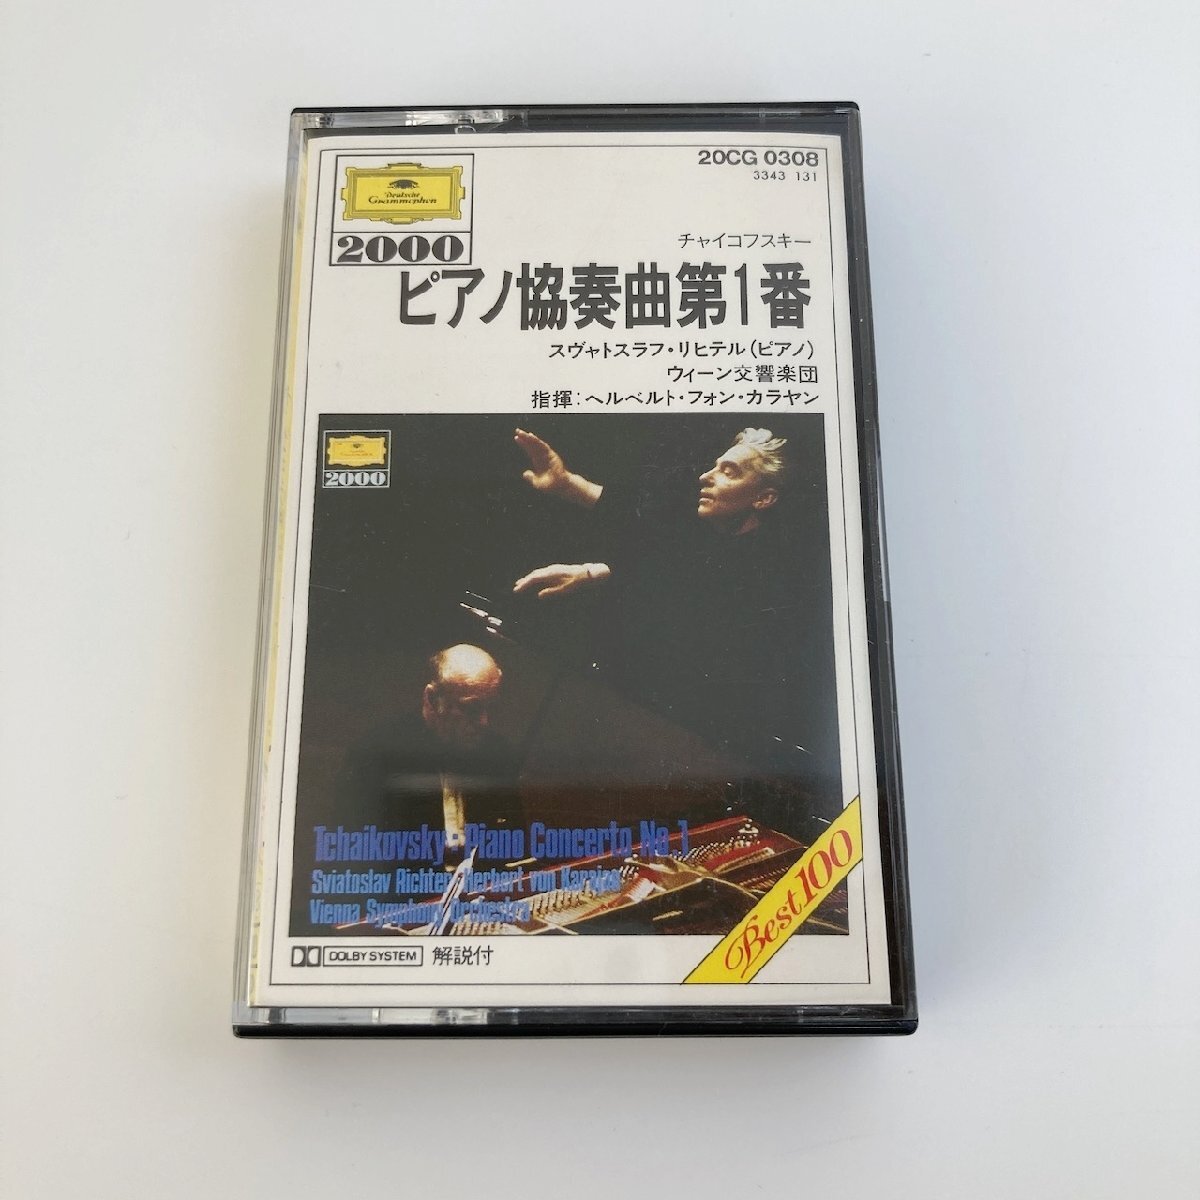 20CG 0308
3343 131
Deutsche
Grammophon
2000
チャイコフスキー
ピアノ協奏曲第1番
スヴャトスラフ・リヒテル(ピアノ)
ウィーン交響楽団
指揮:ヘルベルト・フォン・カラヤン
2000
Tchaikovsky: Piano Concerto No.1
Sviatoslav Richter Herbert von Karajan
Vienna Symphony Orchestra
Best100
DOLBY SYSTEM 解説付